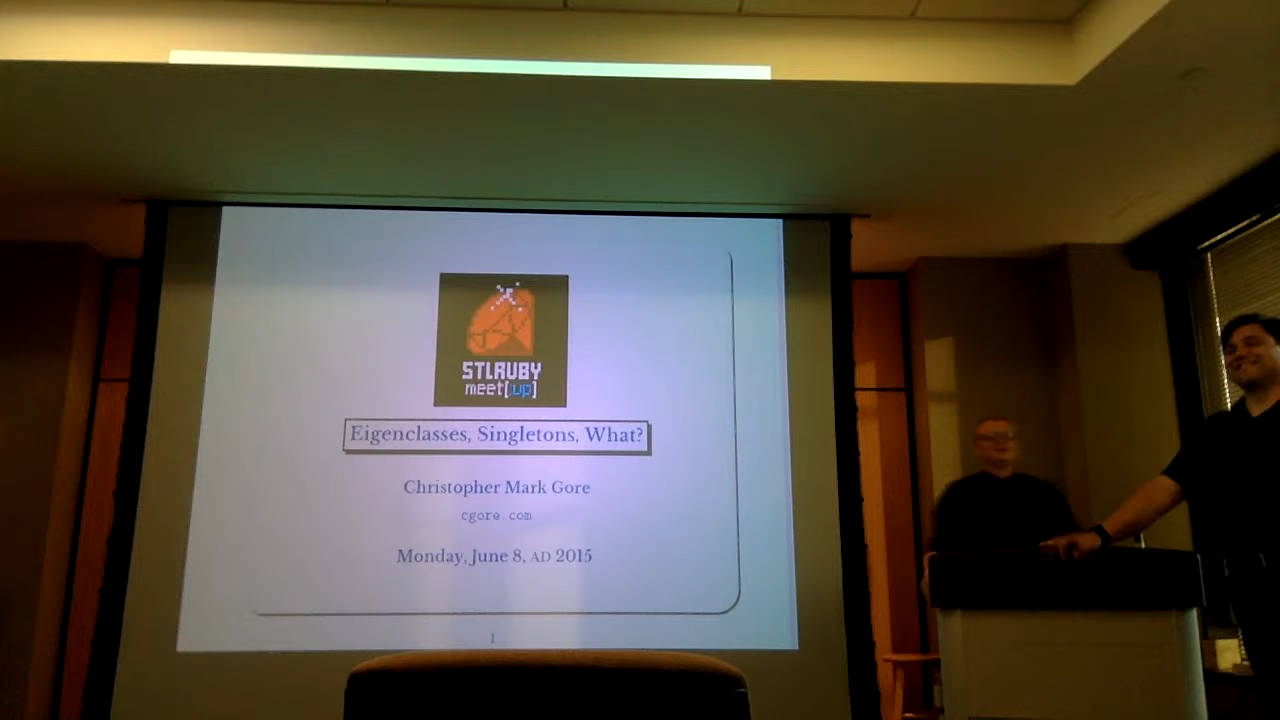 STLRUBY
meet[:up]
Eigenclasses, Singletons, What?
Christopher Mark Gore
cgore.com
Monday, June 8, AD 2015
1